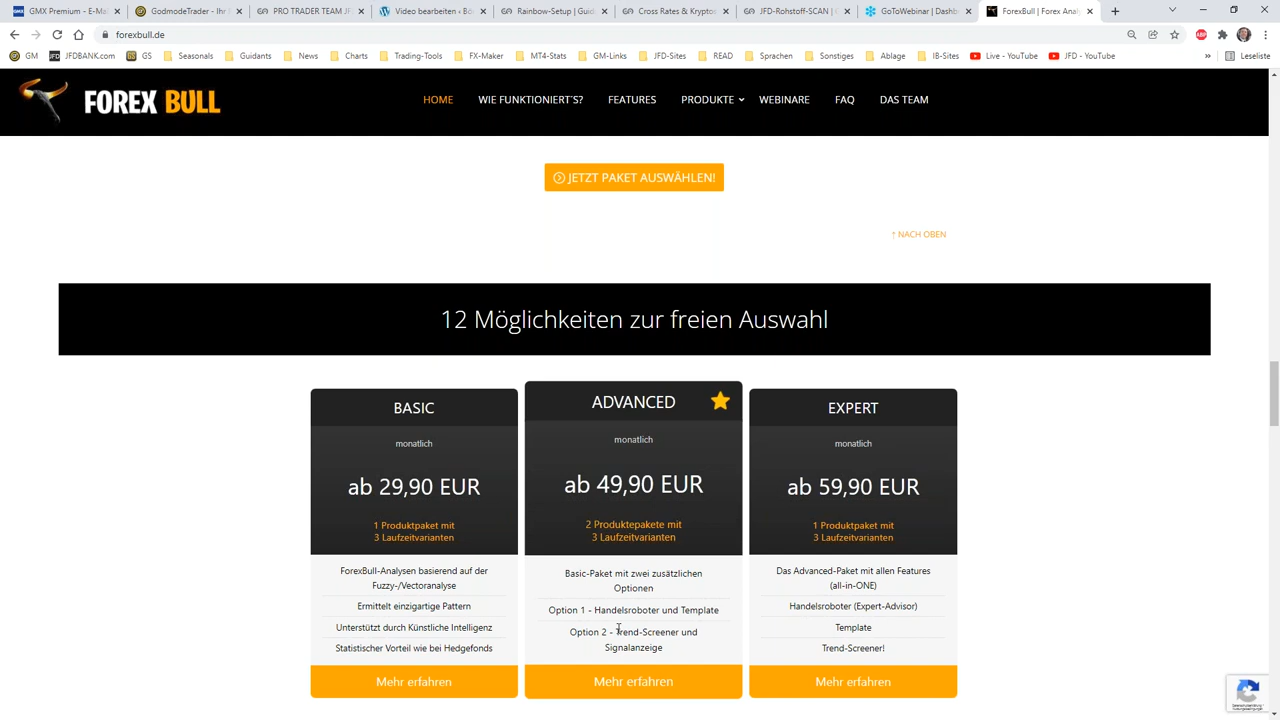 GMX Premium - E-Ma
GodmodeTrader - Ihr N
PRO TRADER TEAM JF
Video bearbeiten « Bo
Rainbow-Setup | Guid
Cross Rates & Krypto
JFD-Rohstoff-SCAN | G
GoToWebinar | Dashb
ForexBull | Forex Anal
forexbull.de
GM
JFDBANK.com
GS
Seasonals
Guidants
News
Charts
Trading-Tools
FX-Maker
MT4-Stats
GM-Links
JFD-Sites
READ
Sprachen
Sonstiges
Ablage
IB-Sites
Live - YouTube
JFD - YouTube
»
Leseliste
FOREX BULL
HOME
WIE FUNKTIONIERT´S?
FEATURES
PRODUKTE
WEBINARE
FAQ
DAS TEAM
JETZT PAKET AUSWÄHLEN!
↑ NACH OBEN
12 Möglichkeiten zur freien Auswahl
BASIC
monatlich
ab 29,90 EUR
1 Produktpaket mit
3 Laufzeitvarianten
ForexBull-Analysen basierend auf der
Fuzzy-/Vectoranalyse
Ermittelt einzigartige Pattern
Unterstützt durch Künstliche Intelligenz
Statistischer Vorteil wie bei Hedgefonds
Mehr erfahren
ADVANCED
monatlich
ab 49,90 EUR
2 Produktepakete mit
3 Laufzeitvarianten
Basic-Paket mit zwei zusätzlichen
Optionen
Option 1 - Handelsroboter und Template
Option 2 - Trend-Screener und
Signalanzeige
Mehr erfahren
EXPERT
monatlich
ab 59,90 EUR
1 Produktpaket mit
3 Laufzeitvarianten
Das Advanced-Paket mit allen Features
(all-in-ONE)
Handelsroboter (Expert-Advisor)
Template
Trend-Screener!
Mehr erfahren